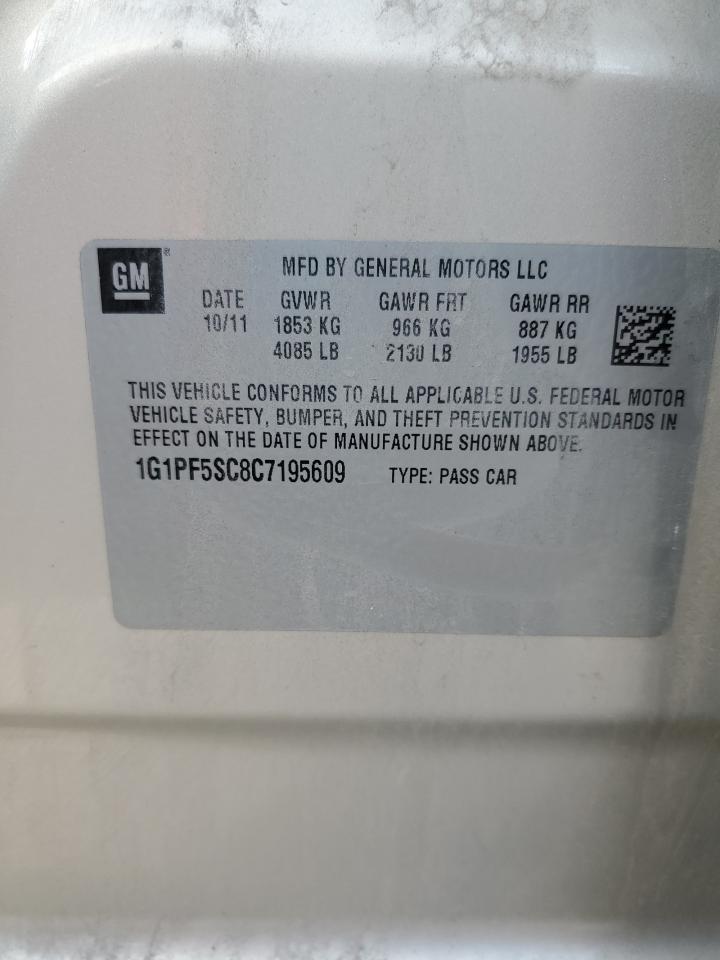 GM ®
MFD BY GENERAL MOTORS LLC
DATE GVWR GAWR FRT GAWR RR
10/11 1853 KG 966 KG 887 KG
4085 LB 2130 LB 1955 LB
THIS VEHICLE CONFORMS TO ALL APPLICABLE U.S. FEDERAL MOTOR
VEHICLE SAFETY, BUMPER, AND THEFT PREVENTION STANDARDS IN
EFFECT ON THE DATE OF MANUFACTURE SHOWN ABOVE.
1G1PF5SC8C7195609 TYPE: PASS CAR